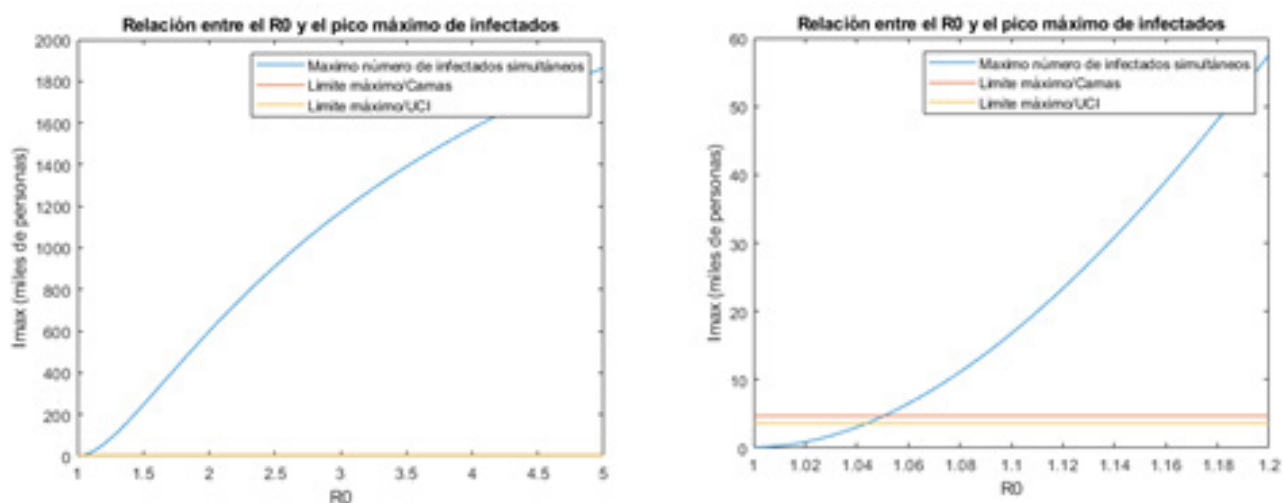 Relación entre el R0 y el pico máximo de infectados
2000
1800
1600
1400
1200
1000
800
600
400
200
0
Imax (miles de personas)
Maximo número de infectados simultáneos
Limite máximo/Camas
Limite máximo/UCI
1 1.5 2 2.5 3 3.5 4 4.5 5
R0
Relación entre el R0 y el pico máximo de infectados
60
50
40
30
20
10
0
Imax (miles de personas)
Maximo número de infectados simultáneos
Limite máximo/Camas
Limite máximo/UCI
1 1.02 1.04 1.06 1.08 1.1 1.12 1.14 1.16 1.18 1.2
R0